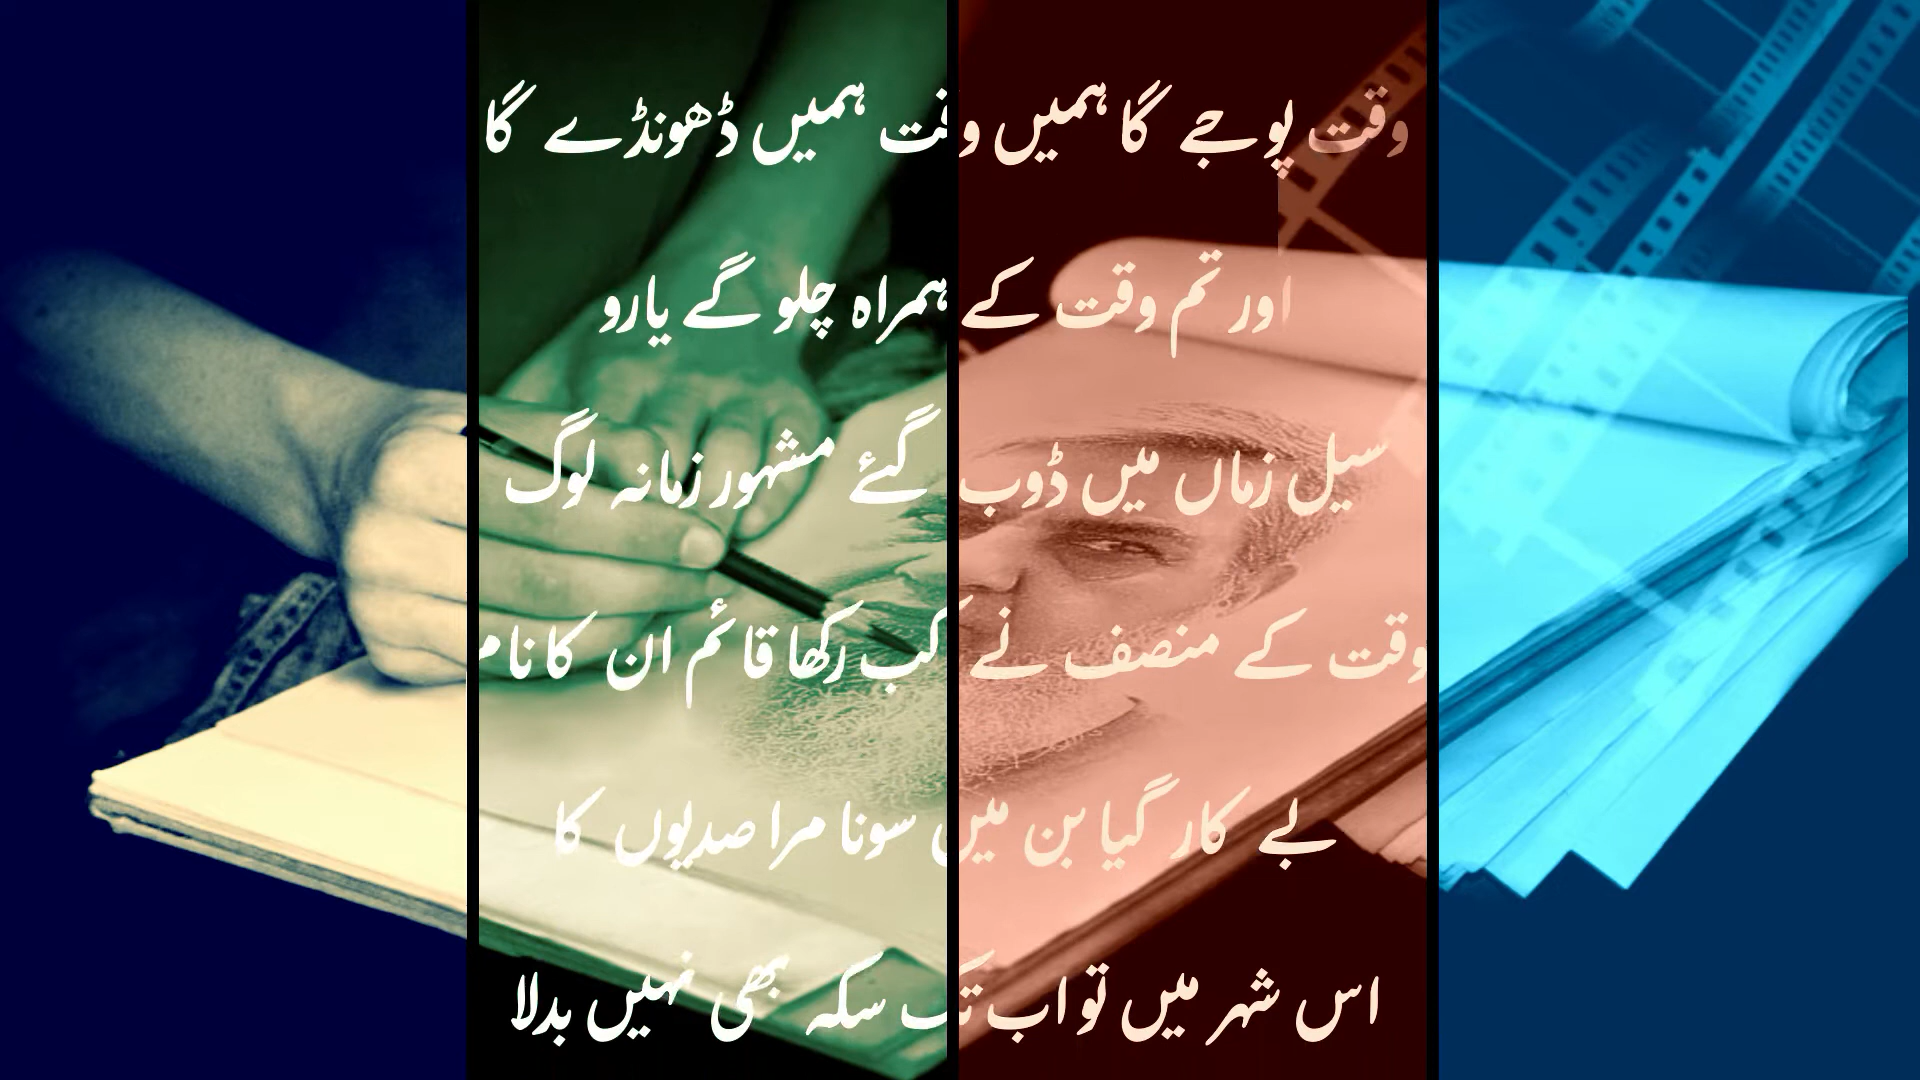 وقت پوجے گا ہمیں وقت ہمیں ڈھونڈے گا
اور تم وقت کے ہمراہ چلو گے یارو
سیل زماں میں ڈوب گئے مشہور زمانہ لوگ
وقت کے منصف نے کب رکھا قائم ان کا نام
بے کار گیا بن میں سونا مرا صدیوں کا
اس شہر میں تو اب تک سکہ بھی نہیں بدلا